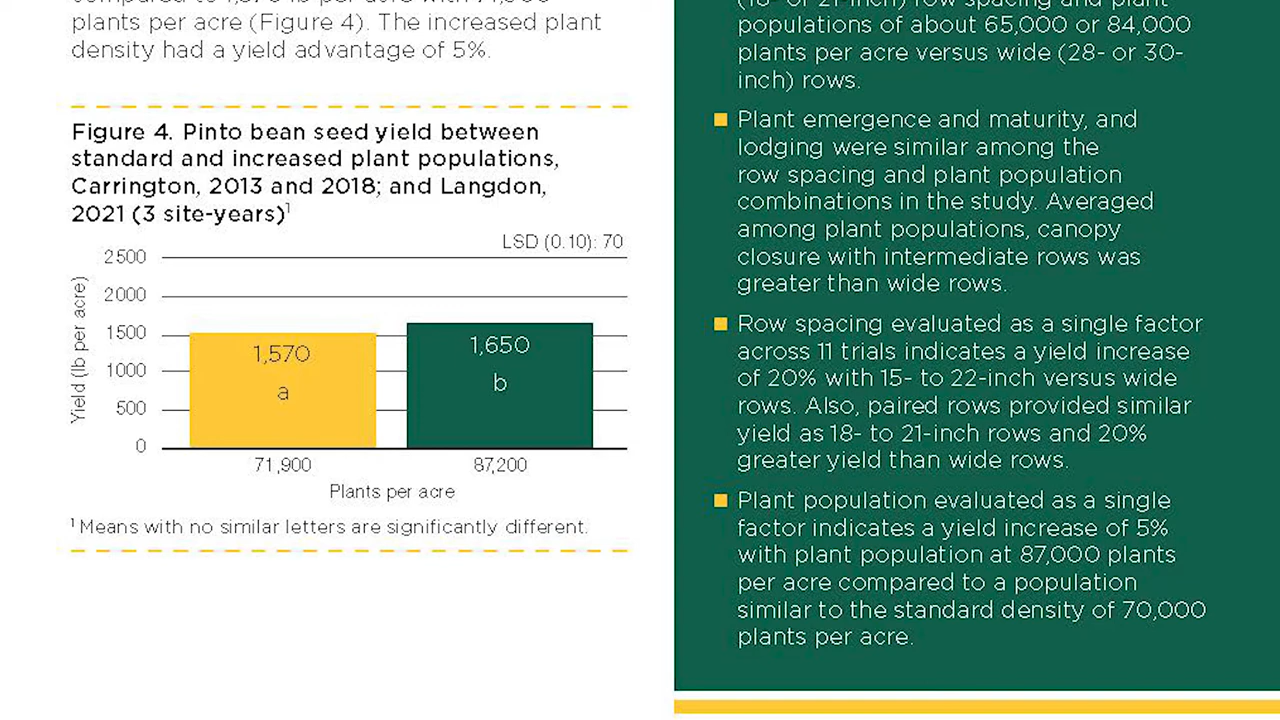 plants per acre (Figure 4). The increased plant
density had a yield advantage of 5%.
Figure 4. Pinto bean seed yield between
standard and increased plant populations,
Carrington, 2013 and 2018; and Langdon,
2021 (3 site-years)¹
LSD (0.10): 70
Yield (lb per acre)
2500
2000
1500
1000
500
0
1,570
a
1,650
b
71,900
87,200
Plants per acre
¹ Means with no similar letters are significantly different.
(18- or 21-inch) row spacing and plant
populations of about 65,000 or 84,000
plants per acre versus wide (28- or 30-
inch) rows.
Plant emergence and maturity, and
lodging were similar among the
row spacing and plant population
combinations in the study. Averaged
among plant populations, canopy
closure with intermediate rows was
greater than wide rows.
Row spacing evaluated as a single factor
across 11 trials indicates a yield increase
of 20% with 15- to 22-inch versus wide
rows. Also, paired rows provided similar
yield as 18- to 21-inch rows and 20%
greater yield than wide rows.
Plant population evaluated as a single
factor indicates a yield increase of 5%
with plant population at 87,000 plants
per acre compared to a population
similar to the standard density of 70,000
plants per acre.